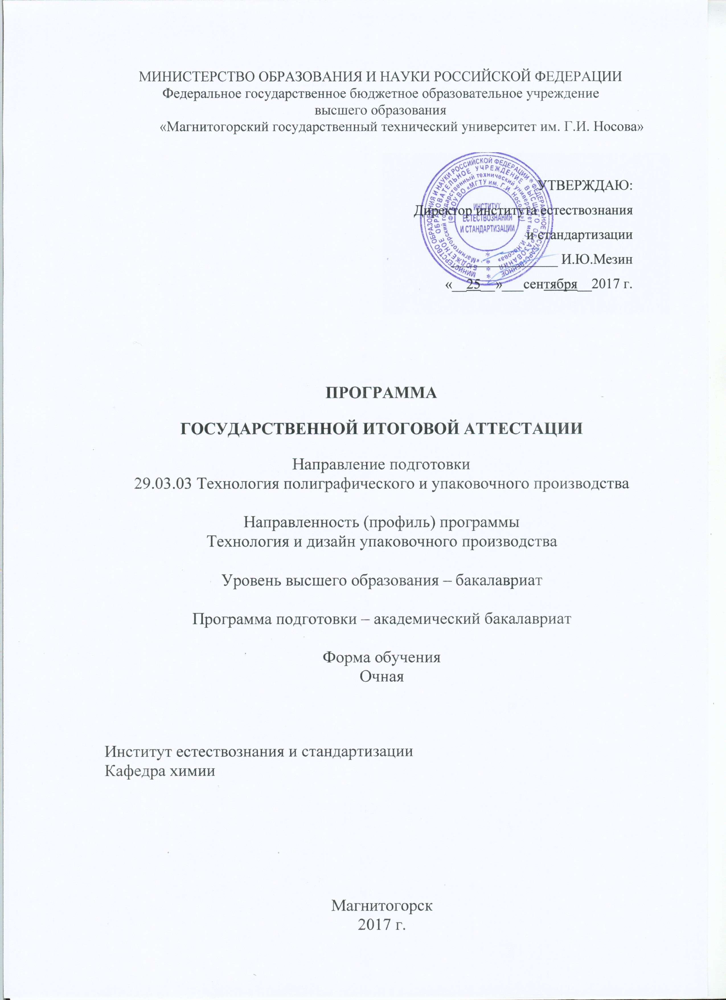 МИНИСТЕРСТВО ОБРАЗОВАНИЯ И НАУКИ РОССИЙСКОЙ ФЕДЕРАЦИИ
Федеральное государственное бюджетное образовательное учреждение
высшего образования
«Магнитогорский государственный технический университет им. Г.И. Носова»
УТВЕРЖДАЮ:
Директор института естествознания
и стандартизации
_______________ И.Ю.Мезин
«__25__»___сентября__2017 г.
МИНИСТЕРСТВО ОБРАЗОВАНИЯ И НАУКИ РОССИЙСКОЙ ФЕДЕРАЦИИ * ФЕДЕРАЛЬНОЕ ГОСУДАРСТВЕННОЕ *
БЮДЖЕТНОЕ ОБРАЗОВАТЕЛЬНОЕ УЧРЕЖДЕНИЕ ВЫСШЕГО ОБРАЗОВАНИЯ *
«Магнитогорский государственный технический университет им. Г.И. Носова» *
(ФГБОУ ВО «МГТУ им. Г.И. Носова») *
ИНСТИТУТ
ЕСТЕСТВОЗНАНИЯ
И СТАНДАРТИЗАЦИИ
ПРОГРАММА
ГОСУДАРСТВЕННОЙ ИТОГОВОЙ АТТЕСТАЦИИ
Направление подготовки
29.03.03 Технология полиграфического и упаковочного производства
Направленность (профиль) программы
Технология и дизайн упаковочного производства
Уровень высшего образования – бакалавриат
Программа подготовки – академический бакалавриат
Форма обучения
Очная
Институт естествознания и стандартизации
Кафедра химии
Магнитогорск
2017 г.